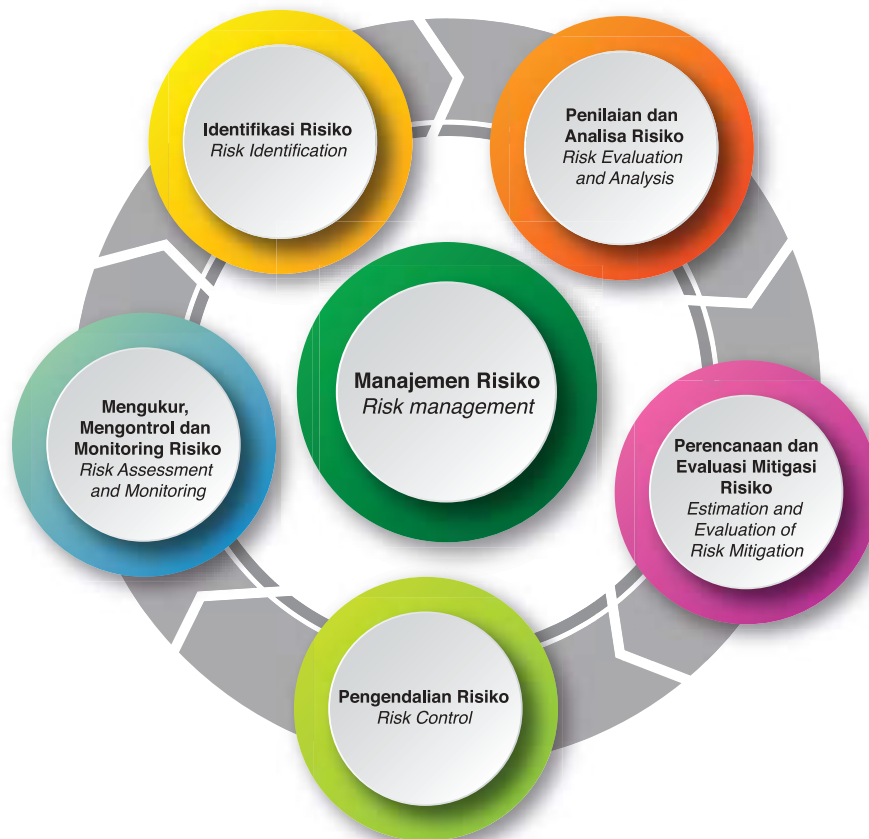 Identifikasi Risiko
Risk Identification
Penilaian dan
Analisa Risiko
Risk Evaluation
and Analysis
Manajemen Risiko
Risk management
Mengukur,
Mengontrol dan
Monitoring Risiko
Risk Assessment
and Monitoring
Perencanaan dan
Evaluasi Mitigasi
Risiko
Estimation and
Evaluation of
Risk Mitigation
Pengendalian Risiko
Risk Control